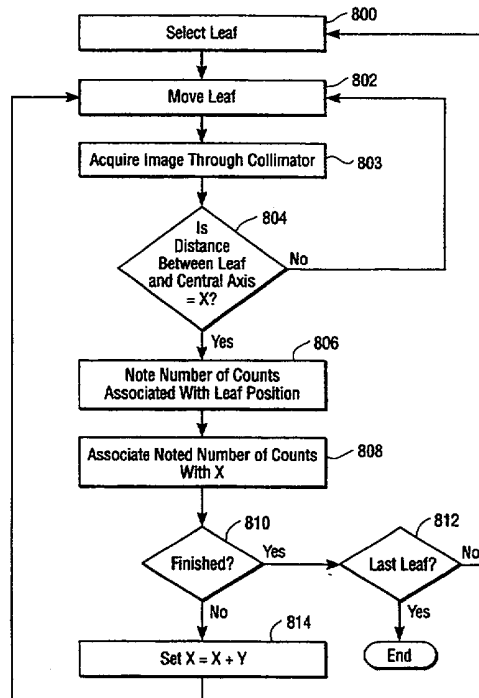 800
Select Leaf
802
Move Leaf
Acquire Image Through Collimator
803
804
Is
Distance
Between Leaf
and Central Axis
= X?
No
Yes
806
Note Number of Counts
Associated With Leaf Position
Associate Noted Number of Counts
With X
808
810
812
Finished?
Yes
Last Leaf?
No
No
Yes
814
Set X = X + Y
End